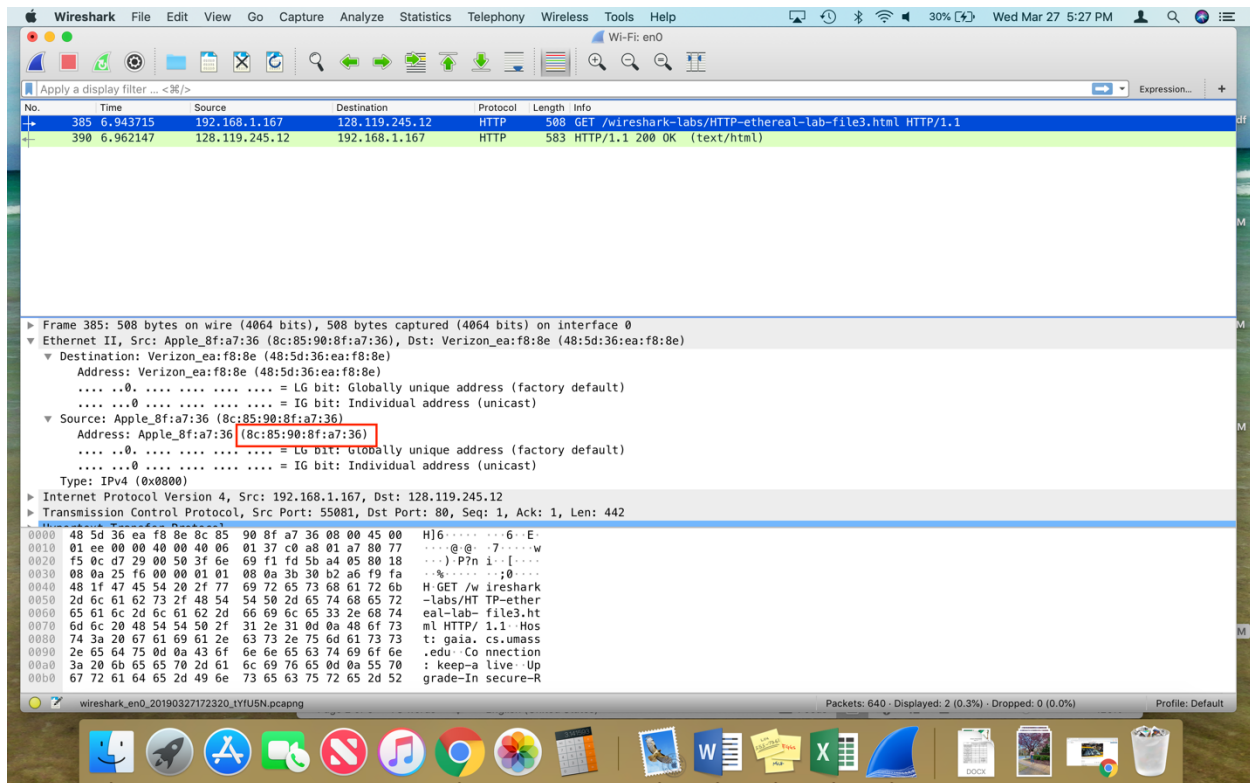 Wireshark File Edit View Go Capture Analyze Statistics Telephony Wireless Tools Help 30% Wed Mar 27 5:27 PM
Wi-Fi: en0
Apply a display filter ... <⌘/> Expression... +
No. Time Source Destination Protocol Length Info
385 6.943715 192.168.1.167 128.119.245.12 HTTP 508 GET /wireshark-labs/HTTP-ethereal-lab-file3.html HTTP/1.1
390 6.962147 128.119.245.12 192.168.1.167 HTTP 583 HTTP/1.1 200 OK (text/html)
Frame 385: 508 bytes on wire (4064 bits), 508 bytes captured (4064 bits) on interface 0
Ethernet II, Src: Apple_8f:a7:36 (8c:85:90:8f:a7:36), Dst: Verizon_ea:f8:8e (48:5d:36:ea:f8:8e)
Destination: Verizon_ea:f8:8e (48:5d:36:ea:f8:8e)
Address: Verizon_ea:f8:8e (48:5d:36:ea:f8:8e)
.... ..0. .... .... .... .... = LG bit: Globally unique address (factory default)
.... ...0 .... .... .... .... = IG bit: Individual address (unicast)
Source: Apple_8f:a7:36 (8c:85:90:8f:a7:36)
Address: Apple_8f:a7:36 (8c:85:90:8f:a7:36)
.... ..0. .... .... .... .... = LG bit: Globally unique address (factory default)
.... ...0 .... .... .... .... = IG bit: Individual address (unicast)
Type: IPv4 (0x0800)
Internet Protocol Version 4, Src: 192.168.1.167, Dst: 128.119.245.12
Transmission Control Protocol, Src Port: 55081, Dst Port: 80, Seq: 1, Ack: 1, Len: 442
Hypertext Transfer Protocol
0000 48 5d 36 ea f8 8e 8c 85 90 8f a7 36 08 00 45 00 H]6····· ···6··E·
0010 01 ee 00 00 40 00 40 06 01 37 c0 a8 01 a7 80 77 ····@·@· ·7·····w
0020 f5 0c d7 29 00 50 3f 6e 69 f1 fd 5b a4 05 80 18 ···)·P?n i··[····
0030 08 0a 25 f6 00 00 01 01 08 0a 3b 30 b2 a6 f9 fa ··%····· ··;0····
0040 48 1f 47 45 54 20 2f 77 69 72 65 73 68 61 72 6b H·GET /w ireshark
0050 2d 6c 61 62 73 2f 48 54 54 50 2d 65 74 68 65 72 -labs/HT TP-ether
0060 65 61 6c 2d 6c 61 62 2d 66 69 6c 65 33 2e 68 74 eal-lab- file3.ht
0070 6d 6c 20 48 54 54 50 2f 31 2e 31 0d 0a 48 6f 73 ml HTTP/ 1.1··Hos
0080 74 3a 20 67 61 69 61 2e 63 73 2e 75 6d 61 73 73 t: gaia. cs.umass
0090 2e 65 64 75 0d 0a 43 6f 6e 6e 65 63 74 69 6f 6e .edu··Co nnection
00a0 3a 20 6b 65 65 70 2d 61 6c 69 76 65 0d 0a 55 70 : keep-a live··Up
00b0 67 72 61 64 65 2d 49 6e 73 65 63 75 72 65 2d 52 grade-In secure-R
wireshark_en0_20190327172320_tYfU5N.pcapng Packets: 640 · Displayed: 2 (0.3%) · Dropped: 0 (0.0%) Profile: Default
DOCX